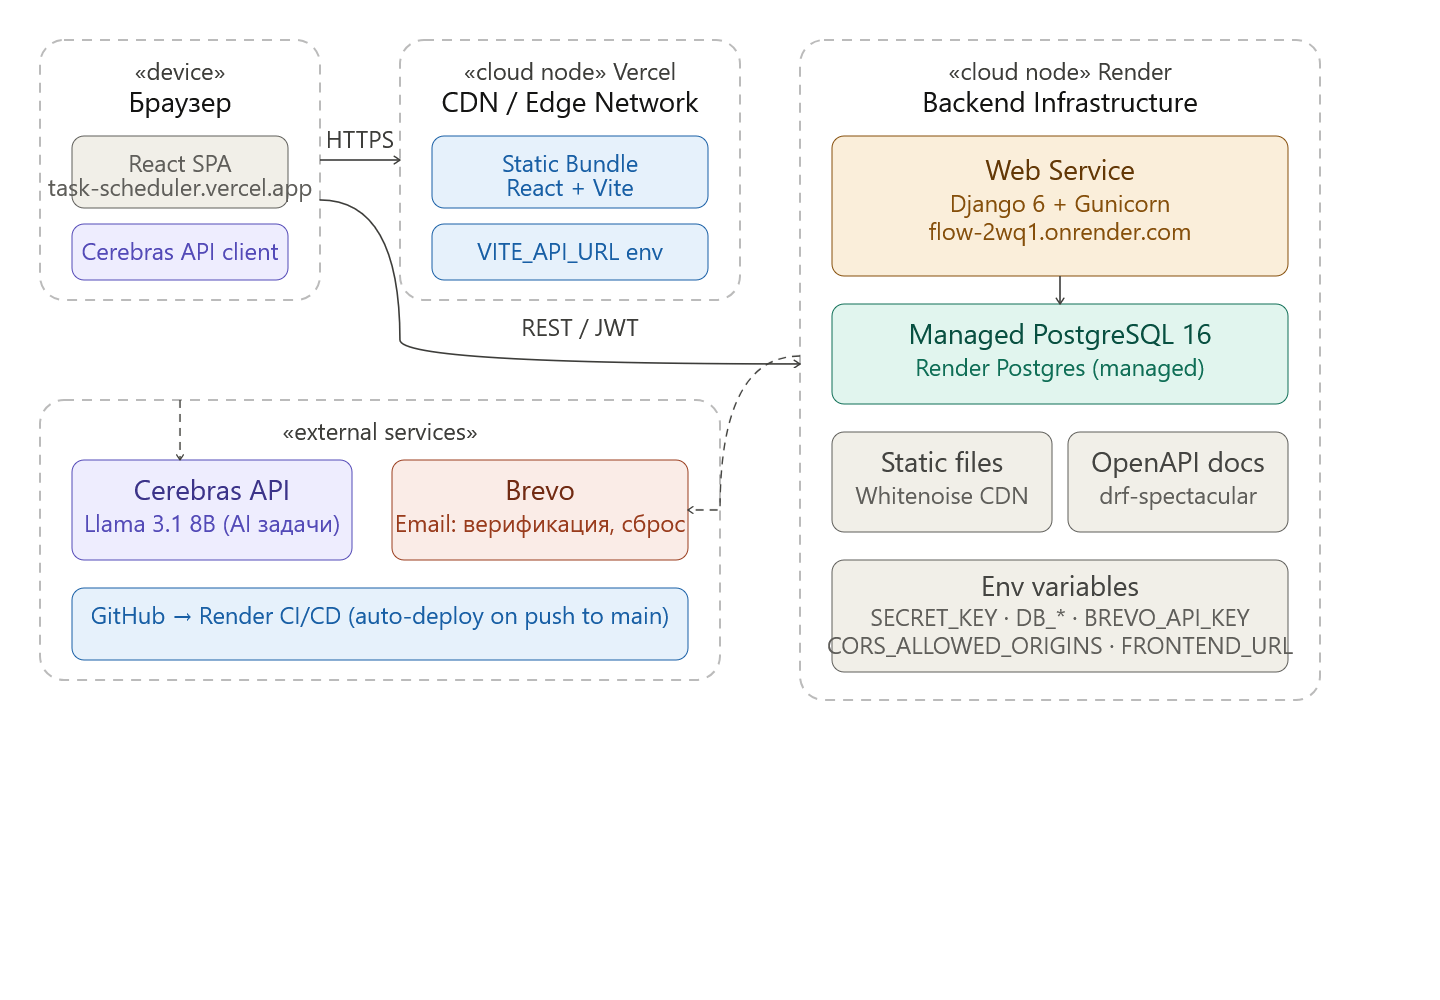 «device»
Браузер
React SPA
task-scheduler.vercel.app
Cerebras API client
HTTPS
«cloud node» Vercel
CDN / Edge Network
Static Bundle
React + Vite
VITE_API_URL env
REST / JWT
«cloud node» Render
Backend Infrastructure
Web Service
Django 6 + Gunicorn
flow-2wq1.onrender.com
Managed PostgreSQL 16
Render Postgres (managed)
Static files
Whitenoise CDN
OpenAPI docs
drf-spectacular
Env variables
SECRET_KEY · DB_* · BREVO_API_KEY
CORS_ALLOWED_ORIGINS · FRONTEND_URL
«external services»
Cerebras API
Llama 3.1 8B (AI задачи)
Brevo
Email: верификация, сброс
GitHub → Render CI/CD (auto-deploy on push to main)